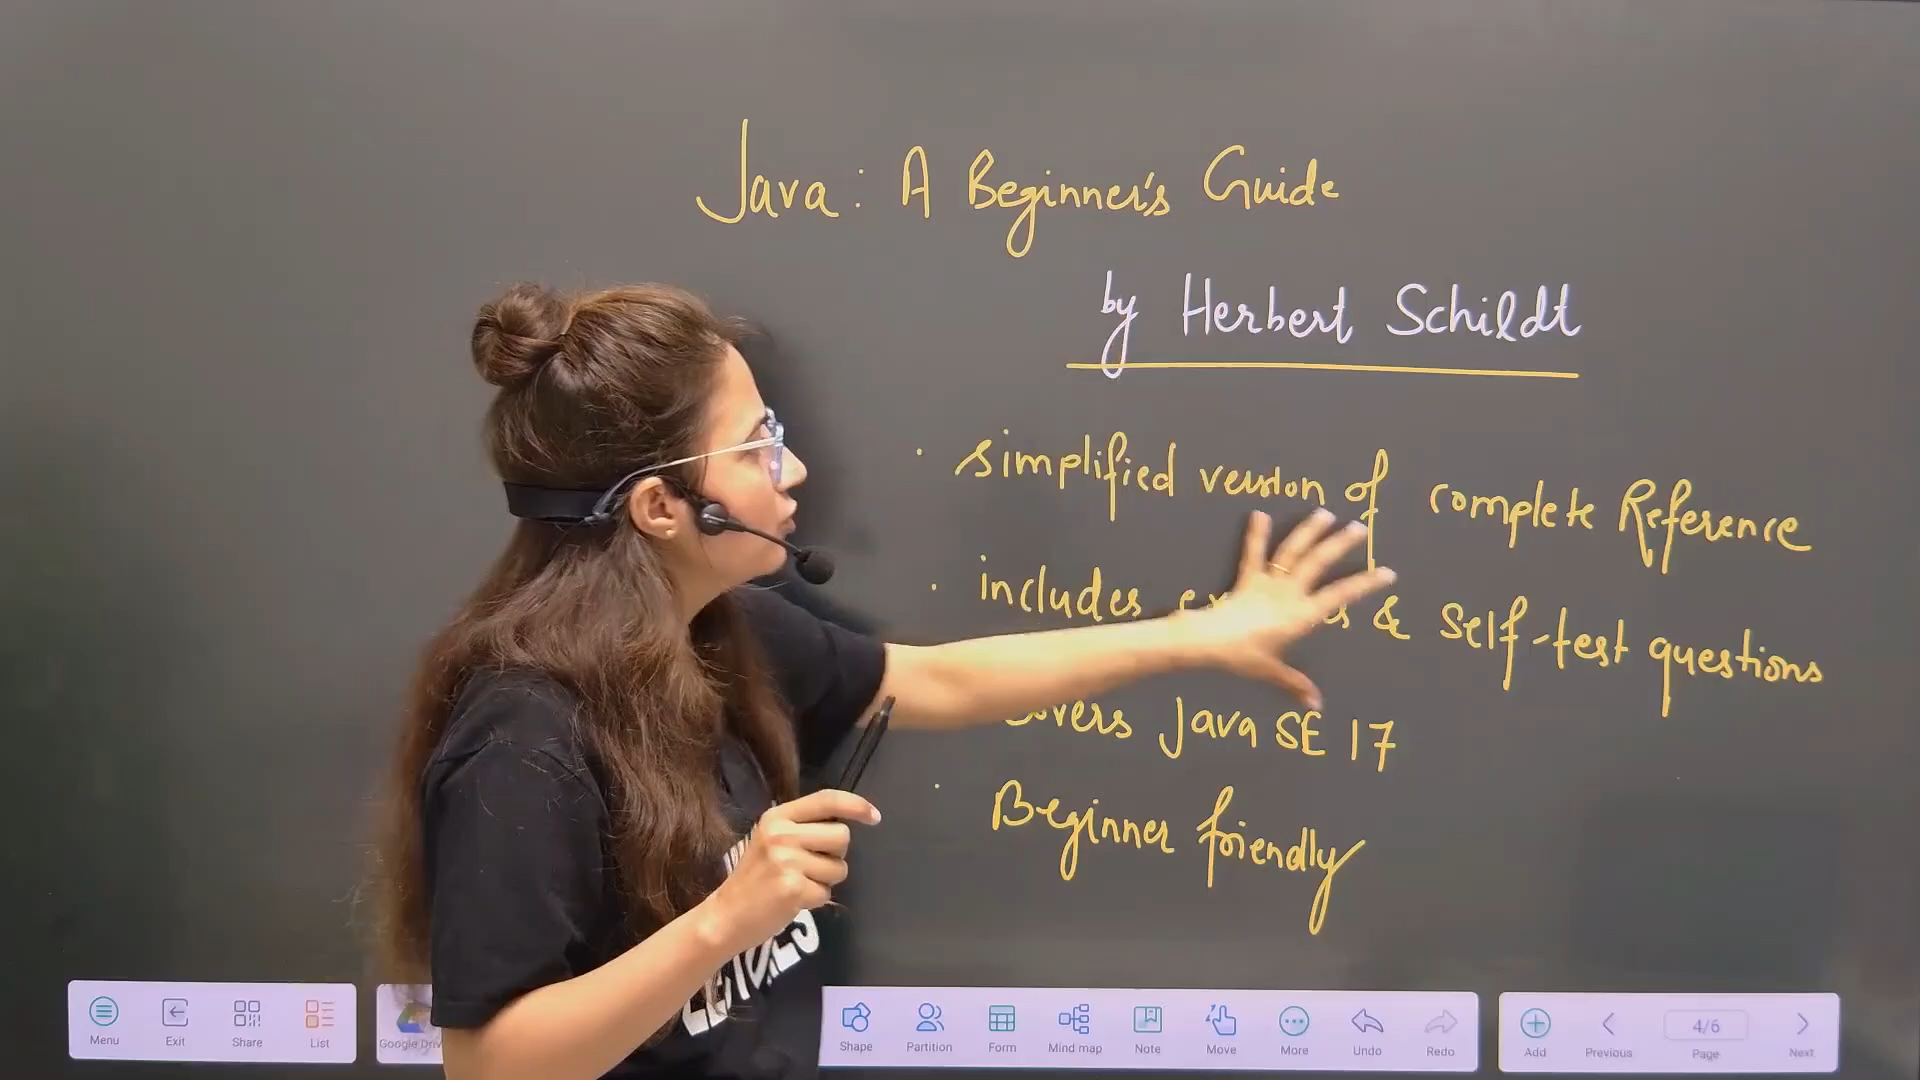 Java: A Beginner's Guide
by Herbert Schildt
· simplified version of complete Reference
· includes & Self-test questions
Java SE 17
· Beginner friendly
Menu
Exit
Share
List
Google
Shape
Partition
Form
Mind map
Note
Move
More
Undo
Redo
Add
Previous
4/6
Page
Next